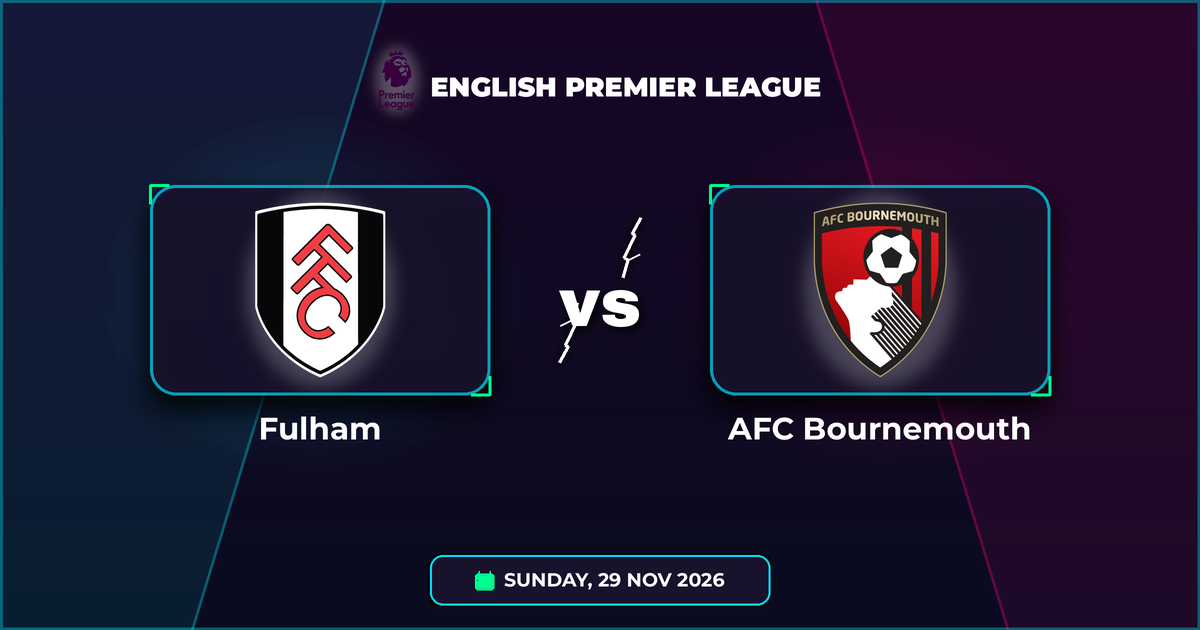 Premier
League
ENGLISH PREMIER LEAGUE
FFC
AFC BOURNEMOUTH
VS
Fulham
AFC Bournemouth
SUNDAY, 29 NOV 2026